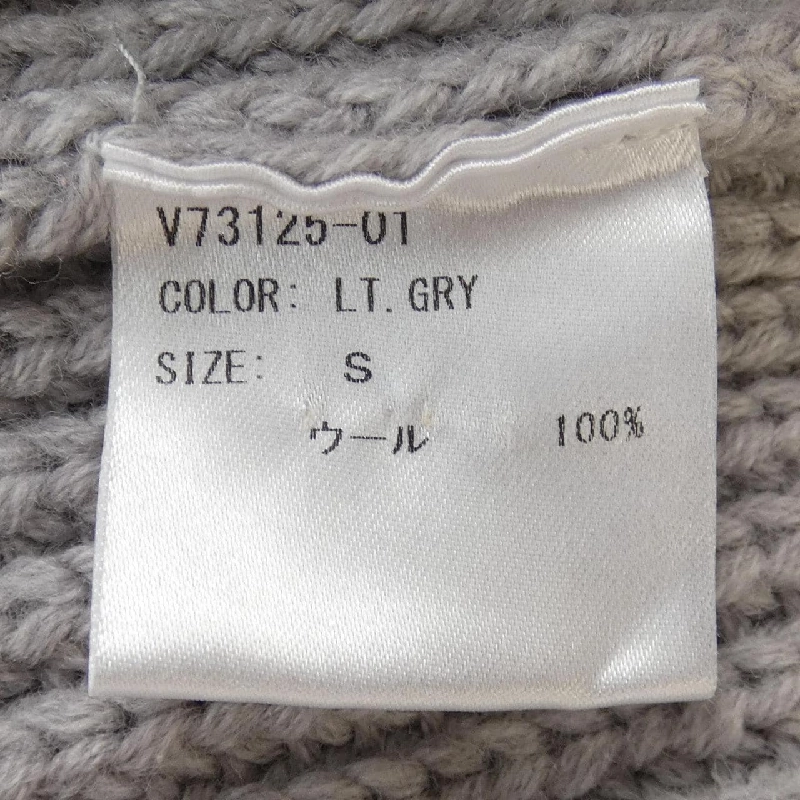 V73125-01
COLOR: LT.GRY
SIZE: S
ウール 100%